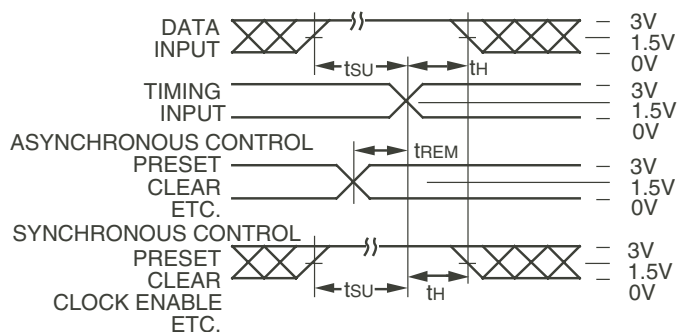 DATA
INPUT
3V
1.5V
0V
tSU
tH
TIMING
INPUT
3V
1.5V
0V
ASYNCHRONOUS CONTROL
PRESET
CLEAR
ETC.
tREM
3V
1.5V
0V
SYNCHRONOUS CONTROL
PRESET
CLEAR
CLOCK ENABLE
ETC.
tSU
tH
3V
1.5V
0V